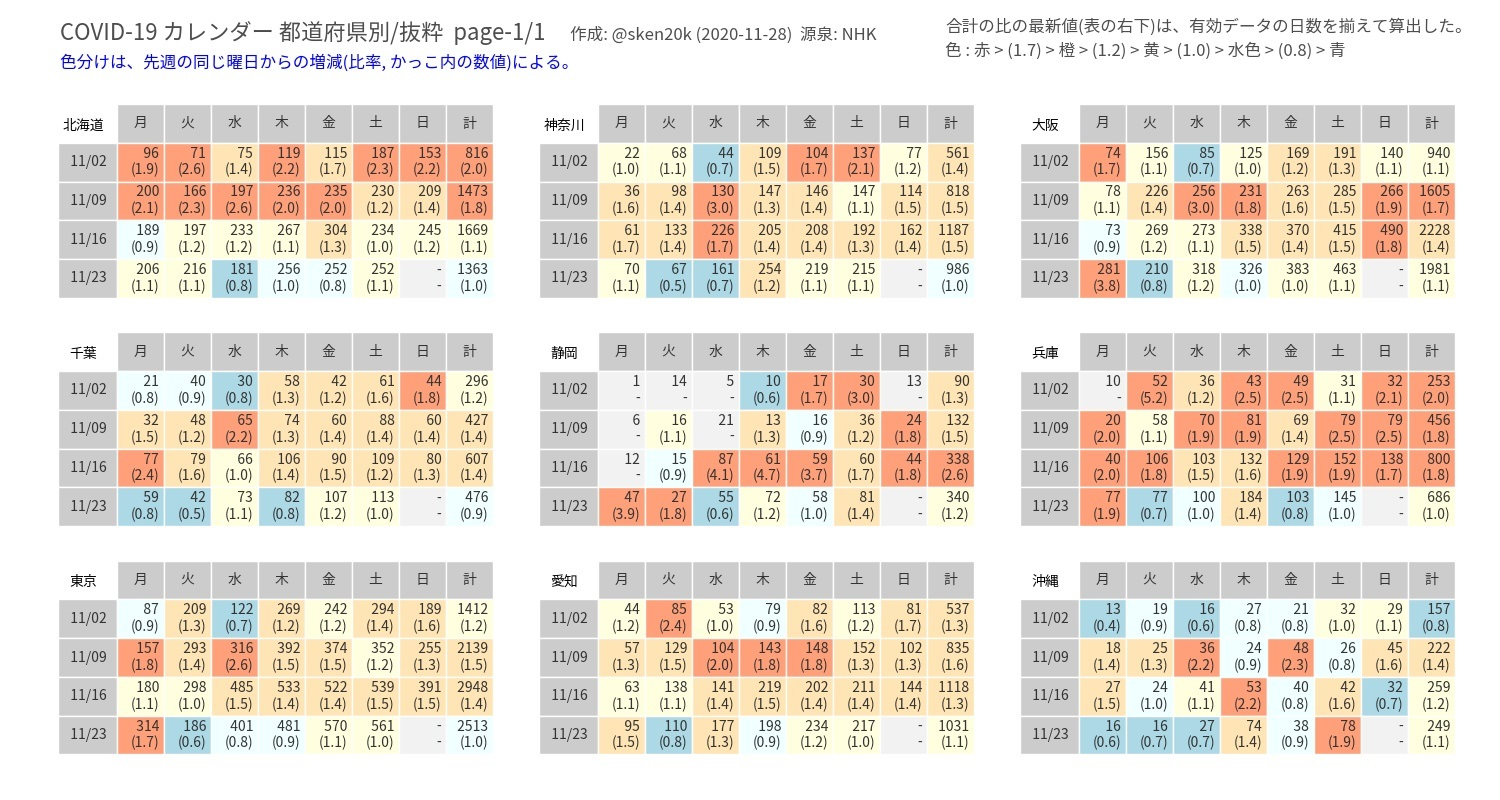 COVID-19 カレンダー 都道府県別/抜粋 page-1/1 作成: @sken20k (2020-11-28) 源泉: NHK
色分けは、先週の同じ曜日からの増減(比率, かっこ内の数値)による。
合計の比の最新値(表の右下)は、有効データの日数を揃えて算出した。
色 : 赤 > (1.7) > 橙 > (1.2) > 黄 > (1.0) > 水色 > (0.8) > 青
北海道 月 火 水 木 金 土 日 計
11/02 96 71 75 119 115 187 153 816
(1.9) (2.6) (1.4) (2.2) (1.7) (2.3) (2.2) (2.0)
11/09 200 166 197 236 235 230 209 1473
(2.1) (2.3) (2.6) (2.0) (2.0) (1.2) (1.4) (1.8)
11/16 189 197 233 267 304 234 245 1669
(0.9) (1.2) (1.2) (1.1) (1.3) (1.0) (1.2) (1.1)
11/23 206 216 181 256 252 252 - 1363
(1.1) (1.1) (0.8) (1.0) (0.8) (1.1) - (1.0)
神奈川 月 火 水 木 金 土 日 計
11/02 22 68 44 109 104 137 77 561
(1.0) (1.1) (0.7) (1.5) (1.7) (2.1) (1.2) (1.4)
11/09 36 98 130 147 146 147 114 818
(1.6) (1.4) (3.0) (1.3) (1.4) (1.1) (1.5) (1.5)
11/16 61 133 226 205 208 192 162 1187
(1.7) (1.4) (1.7) (1.4) (1.4) (1.3) (1.4) (1.5)
11/23 70 67 161 254 219 215 - 986
(1.1) (0.5) (0.7) (1.2) (1.1) (1.1) - (1.0)
大阪 月 火 水 木 金 土 日 計
11/02 74 156 85 125 169 191 140 940
(1.7) (1.1) (0.7) (1.0) (1.2) (1.3) (1.1) (1.1)
11/09 78 226 256 231 263 285 266 1605
(1.1) (1.4) (3.0) (1.8) (1.6) (1.5) (1.9) (1.7)
11/16 73 269 273 338 370 415 490 2228
(0.9) (1.2) (1.1) (1.5) (1.4) (1.5) (1.8) (1.4)
11/23 281 210 318 326 383 463 - 1981
(3.8) (0.8) (1.2) (1.0) (1.0) (1.1) - (1.1)
千葉 月 火 水 木 金 土 日 計
11/02 21 40 30 58 42 61 44 296
(0.8) (0.9) (0.8) (1.3) (1.2) (1.6) (1.8) (1.2)
11/09 32 48 65 74 60 88 60 427
(1.5) (1.2) (2.2) (1.3) (1.4) (1.4) (1.4) (1.4)
11/16 77 79 66 106 90 109 80 607
(2.4) (1.6) (1.0) (1.4) (1.5) (1.2) (1.3) (1.4)
11/23 59 42 73 82 107 113 - 476
(0.8) (0.5) (1.1) (0.8) (1.2) (1.0) - (0.9)
静岡 月 火 水 木 金 土 日 計
11/02 1 14 5 10 17 30 13 90
- - - (0.6) (1.7) (3.0) - (1.3)
11/09 6 16 21 13 16 36 24 132
- (1.1) - (1.3) (0.9) (1.2) (1.8) (1.5)
11/16 12 15 87 61 59 60 44 338
- (0.9) (4.1) (4.7) (3.7) (1.7) (1.8) (2.6)
11/23 47 27 55 72 58 81 - 340
(3.9) (1.8) (0.6) (1.2) (1.0) (1.4) - (1.2)
兵庫 月 火 水 木 金 土 日 計
11/02 10 52 36 43 49 31 32 253
- (5.2) (1.2) (2.5) (2.5) (1.1) (2.1) (2.0)
11/09 20 58 70 81 69 79 79 456
(2.0) (1.1) (1.9) (1.9) (1.4) (2.5) (2.5) (1.8)
11/16 40 106 103 132 129 152 138 800
(2.0) (1.8) (1.5) (1.6) (1.9) (1.9) (1.7) (1.8)
11/23 77 77 100 184 103 145 - 686
(1.9) (0.7) (1.0) (1.4) (0.8) (1.0) - (1.0)
東京 月 火 水 木 金 土 日 計
11/02 87 209 122 269 242 294 189 1412
(0.9) (1.3) (0.7) (1.2) (1.2) (1.4) (1.6) (1.2)
11/09 157 293 316 392 374 352 255 2139
(1.8) (1.4) (2.6) (1.5) (1.5) (1.2) (1.3) (1.5)
11/16 180 298 485 533 522 539 391 2948
(1.1) (1.0) (1.5) (1.4) (1.4) (1.5) (1.5) (1.4)
11/23 314 186 401 481 570 561 - 2513
(1.7) (0.6) (0.8) (0.9) (1.1) (1.0) - (1.0)
愛知 月 火 水 木 金 土 日 計
11/02 44 85 53 79 82 113 81 537
(1.2) (2.4) (1.0) (0.9) (1.6) (1.2) (1.7) (1.3)
11/09 57 129 104 143 148 152 102 835
(1.3) (1.5) (2.0) (1.8) (1.8) (1.3) (1.3) (1.6)
11/16 63 138 141 219 202 211 144 1118
(1.1) (1.1) (1.4) (1.5) (1.4) (1.4) (1.4) (1.3)
11/23 95 110 177 198 234 217 - 1031
(1.5) (0.8) (1.3) (0.9) (1.2) (1.0) - (1.1)
沖縄 月 火 水 木 金 土 日 計
11/02 13 19 16 27 21 32 29 157
(0.4) (0.9) (0.6) (0.8) (0.8) (1.0) (1.1) (0.8)
11/09 18 25 36 24 48 26 45 222
(1.4) (1.3) (2.2) (0.9) (2.3) (0.8) (1.6) (1.4)
11/16 27 24 41 53 40 42 32 259
(1.5) (1.0) (1.1) (2.2) (0.8) (1.6) (0.7) (1.2)
11/23 16 16 27 74 38 78 - 249
(0.6) (0.7) (0.7) (1.4) (0.9) (1.9) - (1.1)